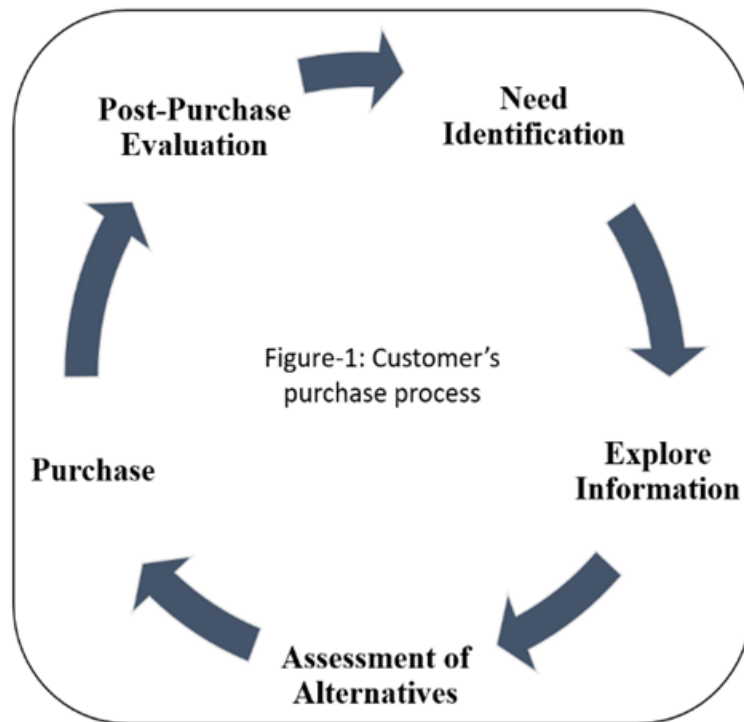 Post-Purchase
Evaluation
Need
Identification
Figure-1: Customer’s
purchase process
Purchase
Explore
Information
Assessment of
Alternatives